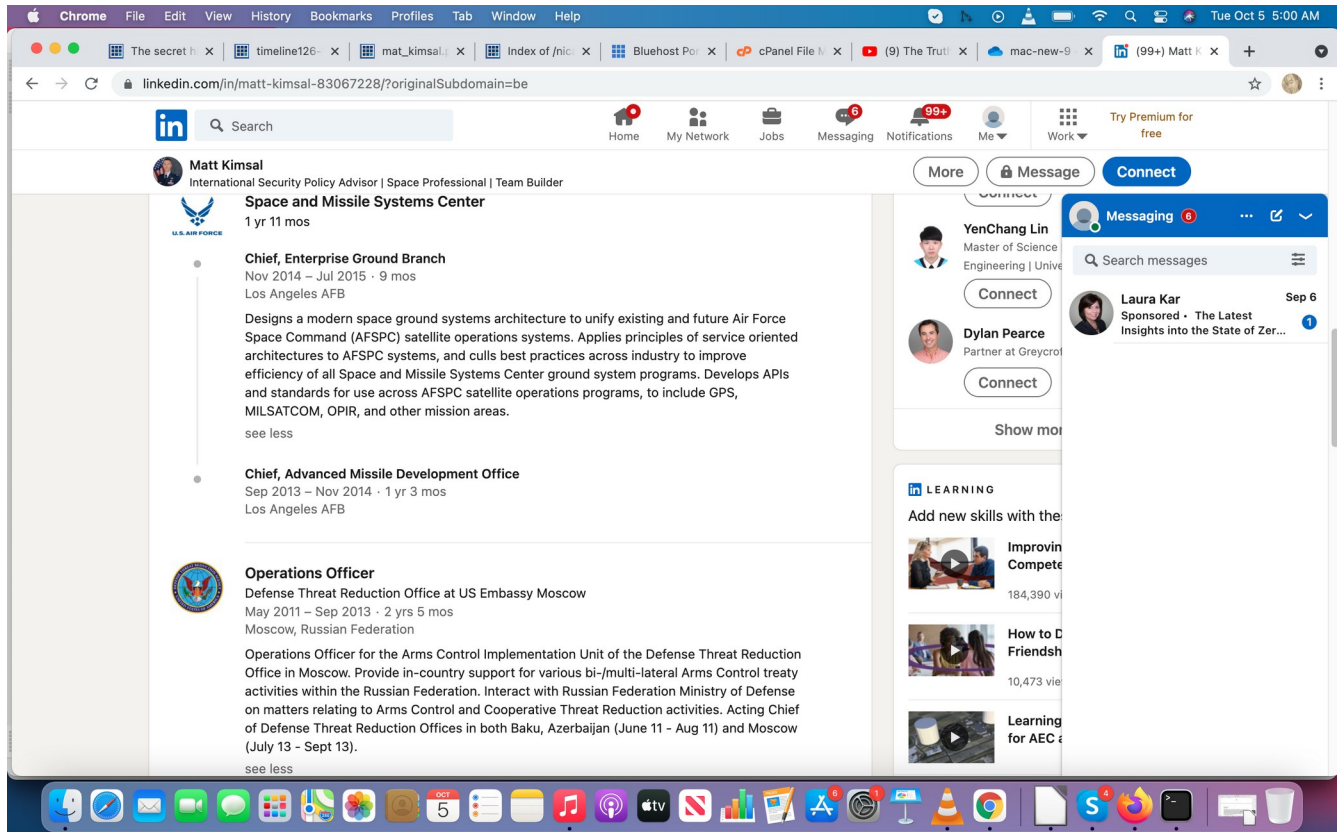 Chrome File Edit View History Bookmarks Profiles Tab Window Help Tue Oct 5 5:00 AM
The secret h timeline126- mat_kimsal. Index of /nic Bluehost Por cPanel File M (9) The Truth mac-new-9 (99+) Matt K
linkedin.com/in/matt-kimsal-83067228/?originalSubdomain=be
in Search
6 99+
Home My Network Jobs Messaging Notifications Me Work Try Premium for
free
Matt Kimsal
International Security Policy Advisor | Space Professional | Team Builder
More Message Connect
Space and Missile Systems Center
U.S. AIR FORCE
1 yr 11 mos
Chief, Enterprise Ground Branch
Nov 2014 – Jul 2015 · 9 mos
Los Angeles AFB
Designs a modern space ground systems architecture to unify existing and future Air Force
Space Command (AFSPC) satellite operations systems. Applies principles of service oriented
architectures to AFSPC systems, and culls best practices across industry to improve
efficiency of all Space and Missile Systems Center ground system programs. Develops APIs
and standards for use across AFSPC satellite operations programs, to include GPS,
MILSATCOM, OPIR, and other mission areas.
see less
Chief, Advanced Missile Development Office
Sep 2013 – Nov 2014 · 1 yr 3 mos
Los Angeles AFB
Operations Officer
Defense Threat Reduction Office at US Embassy Moscow
May 2011 – Sep 2013 · 2 yrs 5 mos
Moscow, Russian Federation
Operations Officer for the Arms Control Implementation Unit of the Defense Threat Reduction
Office in Moscow. Provide in-country support for various bi-/multi-lateral Arms Control treaty
activities within the Russian Federation. Interact with Russian Federation Ministry of Defense
on matters relating to Arms Control and Cooperative Threat Reduction activities. Acting Chief
of Defense Threat Reduction Offices in both Baku, Azerbaijan (June 11 - Aug 11) and Moscow
(July 13 - Sept 13).
see less
Connect
YenChang Lin
Master of Science
Engineering | Unive
Connect
Dylan Pearce
Partner at Greycrof
Connect
Show mor
in LEARNING
Add new skills with the
Improvin
Compete
184,390 vi
How to D
Friendsh
10,473 vie
Learning
for AEC a
Messaging 6
Search messages
Laura Kar Sep 6
Sponsored • The Latest
Insights into the State of Zer... 1
OCT
5
tv
6
1
4